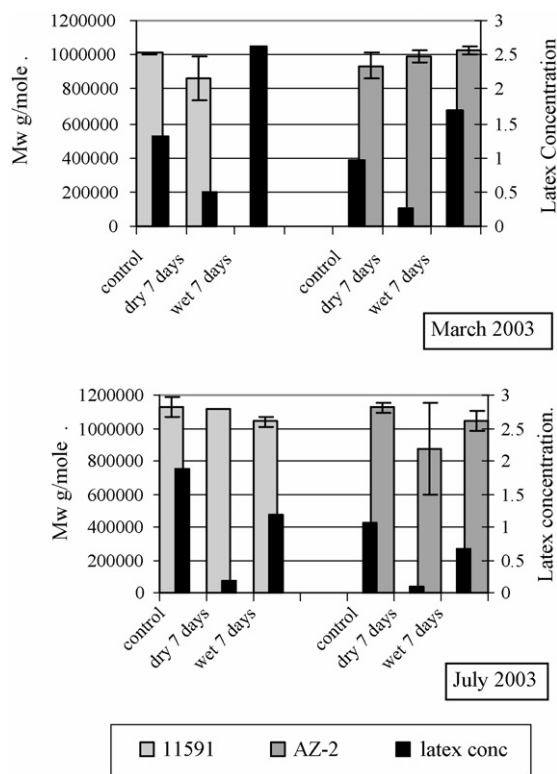 1200000
1000000
800000
600000
400000
200000
0
Mw g/mole .
3
2.5
2
1.5
1
0.5
0
Latex Concentration
control
dry 7 days
wet 7 days
control
dry 7 days
wet 7 days
March 2003
1200000
1000000
800000
600000
400000
200000
0
Mw g/mole .
3
2.5
2
1.5
1
0.5
0
Latex concentration.
control
dry 7 days
wet 7 days
control
dry 7 days
wet 7 days
July 2003
11591 AZ-2 latex conc